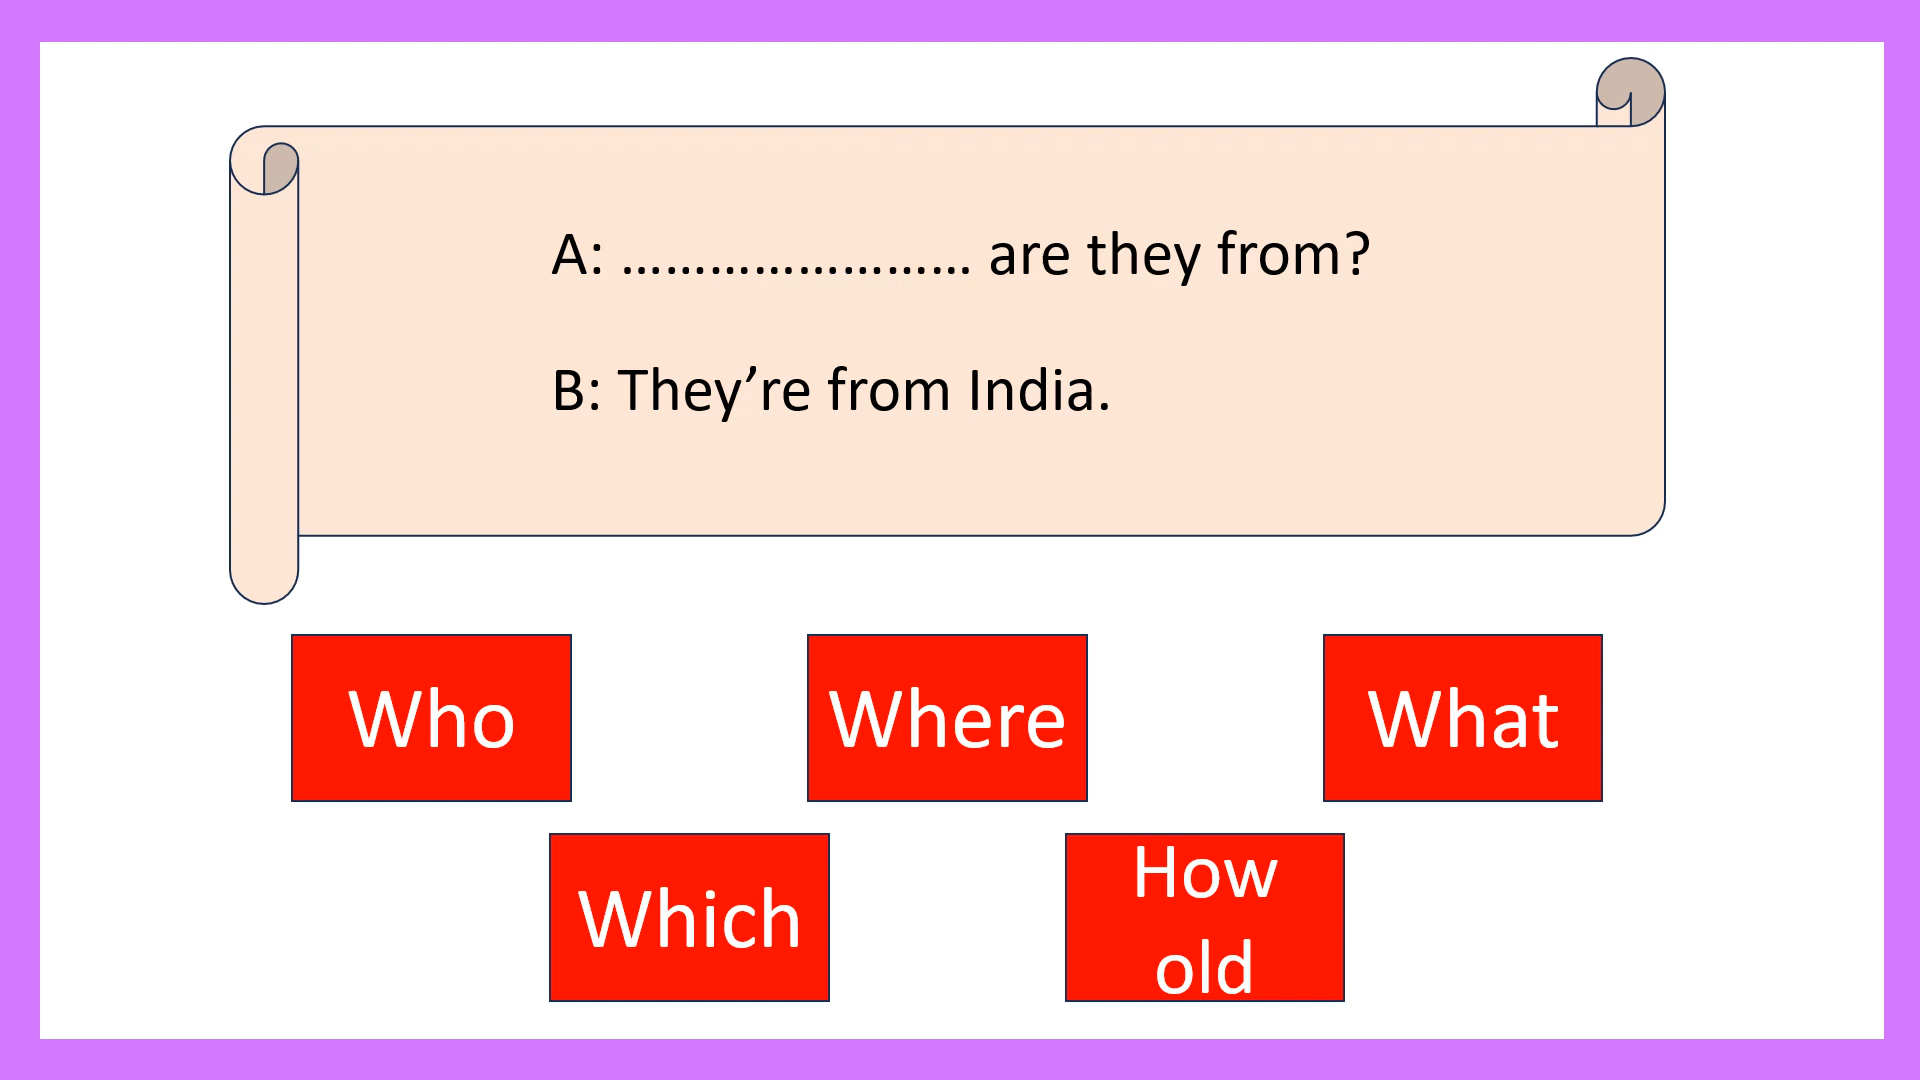 A: …………………… are they from?
B: They’re from India.
Who
Where
What
Which
How
old